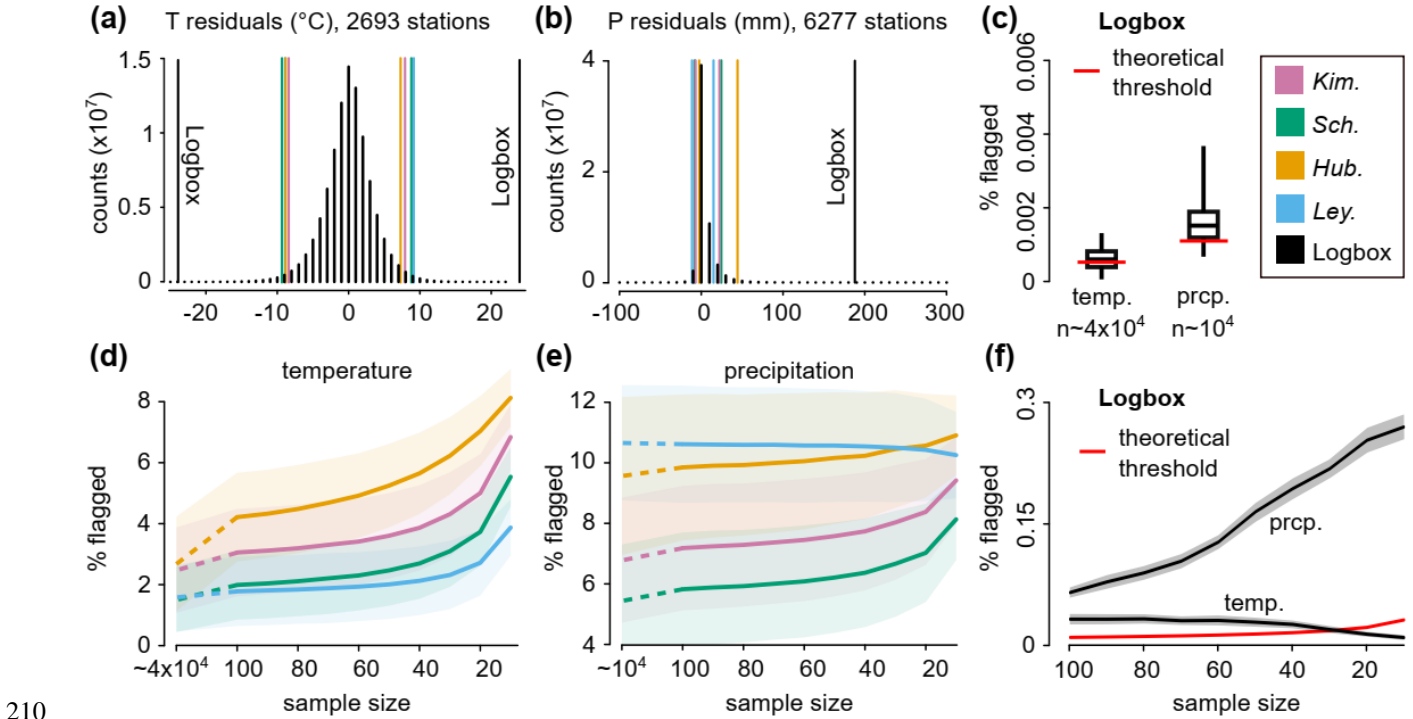 (a) T residuals (°C), 2693 stations
counts (x10⁷)
1.5
1
0.5
0
Logbox
Logbox
-20 -10 0 10 20
(b) P residuals (mm), 6277 stations
counts (x10⁷)
4
2
0
Logbox
-100 0 100 200 300
(c) Logbox
% flagged
0.006
0.004
0.002
0
theoretical
threshold
temp.
n~4x10⁴
prcp.
n~10⁴
Kim.
Sch.
Hub.
Ley.
Logbox
(d) temperature
% flagged
8
6
4
2
0
~4x10⁴ 100 80 60 40 20
sample size
(e) precipitation
% flagged
12
10
8
6
4
~10⁴ 100 80 60 40 20
sample size
(f) Logbox
% flagged
0.3
0.15
0
theoretical
threshold
prcp.
temp.
100 80 60 40 20
sample size
210